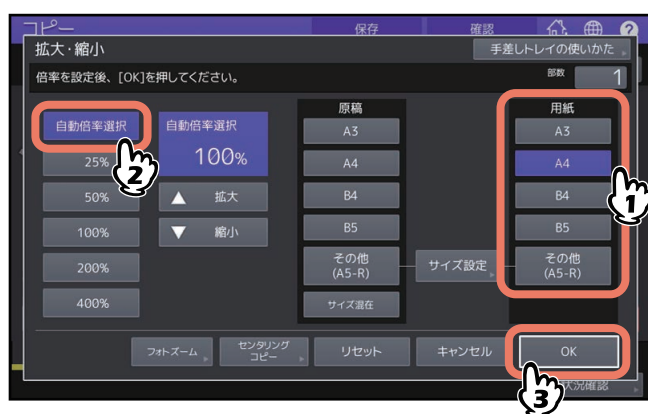 コピー
保存
確認
?
拡大・縮小
手差しトレイの使いかた
倍率を設定後、[OK]を押してください。
部数
1
原稿
用紙
自動倍率選択
自動倍率選択
A3
A3
25%
100%
A4
A4
2
1
50%
拡大
B4
B4
100%
縮小
B5
B5
200%
その他
(A5-R)
サイズ設定
その他
(A5-R)
400%
サイズ混在
フォトズーム
センタリング
コピー
リセット
キャンセル
OK
3
状況確認